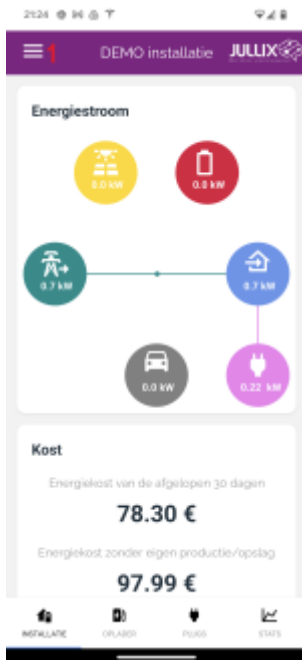 21:24
1
DEMO installatie
JULLIX
Energiestroom
0.0 kW
0.0 kW
0.7 kW
0.7 kW
0.0 kW
0.22 kW
Kost
Energiekost van de afgelopen 30 dagen
78.30 €
Energiekost zonder eigen productie/opslag
97.99 €
INSTALLATIE
OPLADER
PLUGS
STATS